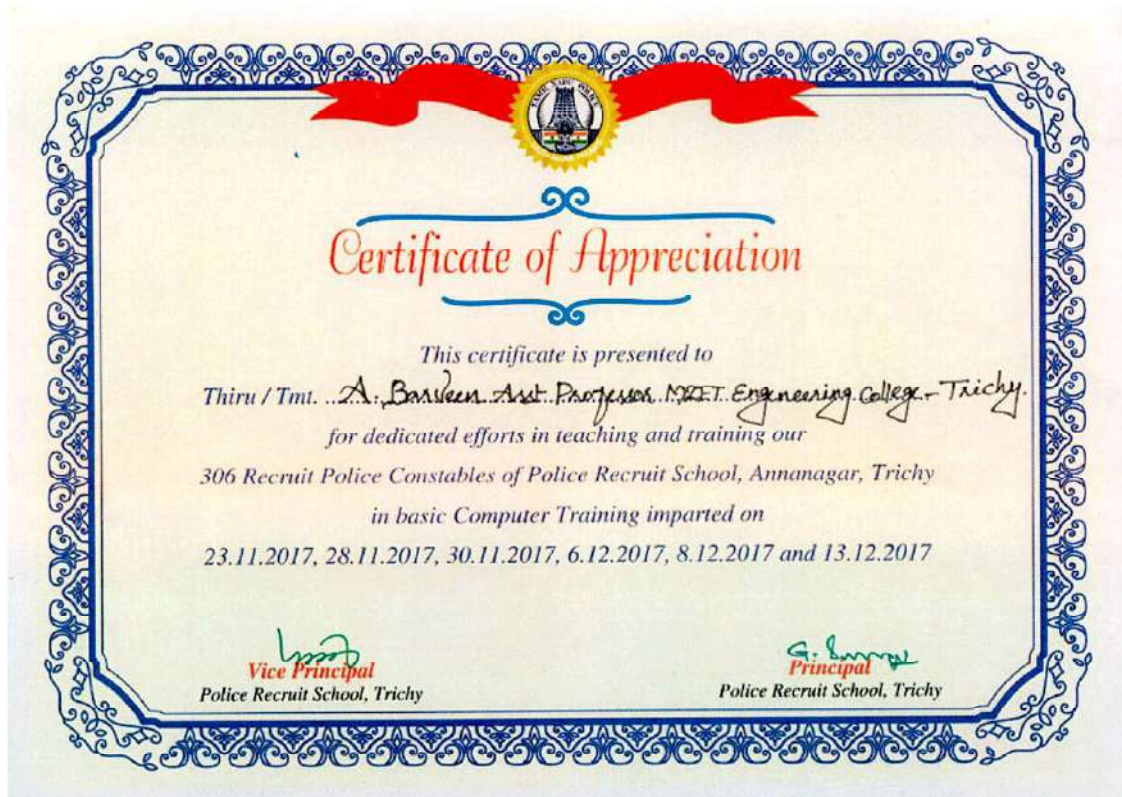 TAMIL NADU POLICE
Certificate of Appreciation
This certificate is presented to
Thiru / Tmt. A. Barveen Asst Professor Engineering College - Trichy.
for dedicated efforts in teaching and training our
306 Recruit Police Constables of Police Recruit School, Annanagar, Trichy
in basic Computer Training imparted on
23.11.2017, 28.11.2017, 30.11.2017, 6.12.2017, 8.12.2017 and 13.12.2017
Vice Principal
Police Recruit School, Trichy
G.
Principal
Police Recruit School, Trichy